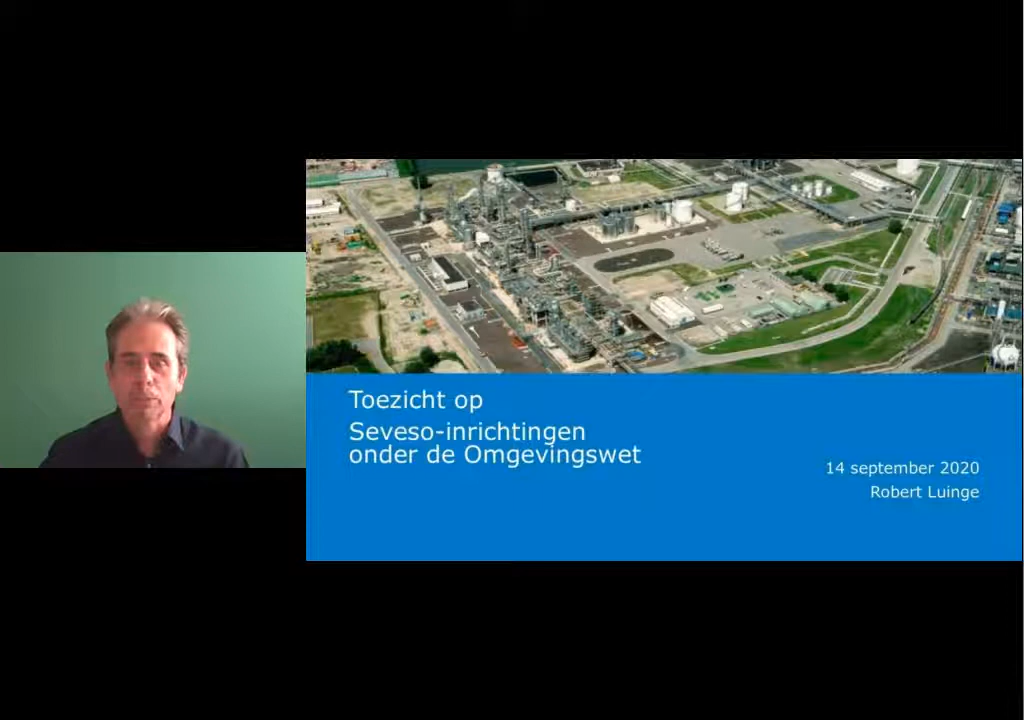 Toezicht op
Seveso-inrichtingen
onder de Omgevingswet
14 september 2020
Robert Luinge